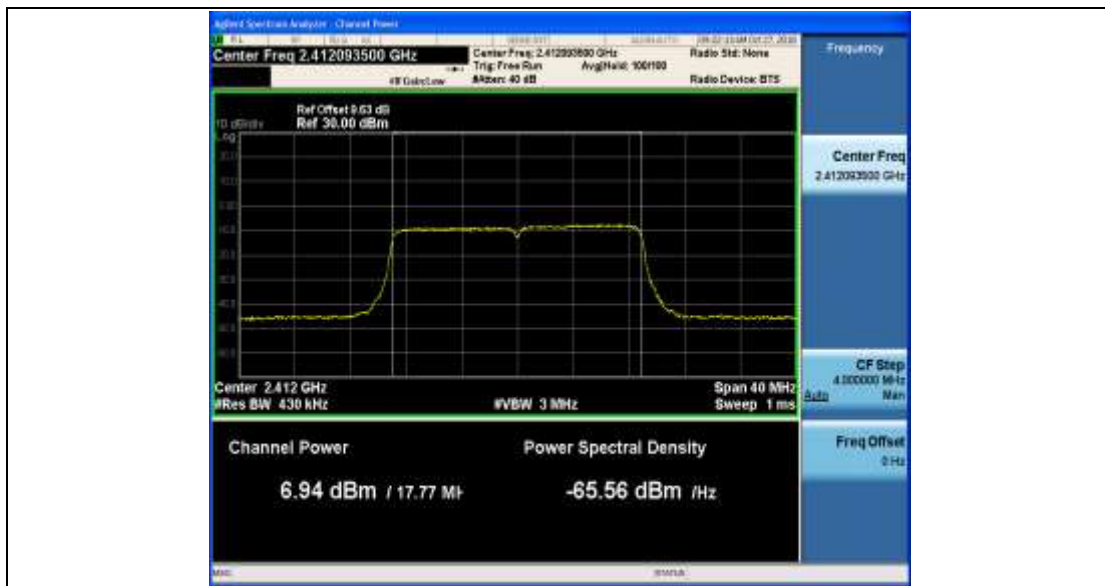 Agilent Spectrum Analyzer - Channel Power
Center Freq 2.412093500 GHz
Center Freq: 2.412093500 GHz
Radio Std: None
Trig: Free Run Avg|Hold: 100/100
#IFGain:Low
#Atten: 40 dB
Radio Device: BTS
Frequency
Ref Offset 9.63 dB
10 dB/div Ref 30.00 dBm
Log
Center Freq
2.412093500 GHz
Center 2.412 GHz
Span 40 MHz
#Res BW 430 kHz
#VBW 3 MHz
Sweep 1 ms
CF Step
4.000000 MHz
Auto Man
Channel Power
Power Spectral Density
Freq Offset
0 Hz
6.94 dBm / 17.77 MH
-65.56 dBm /Hz
MSG
STATUS